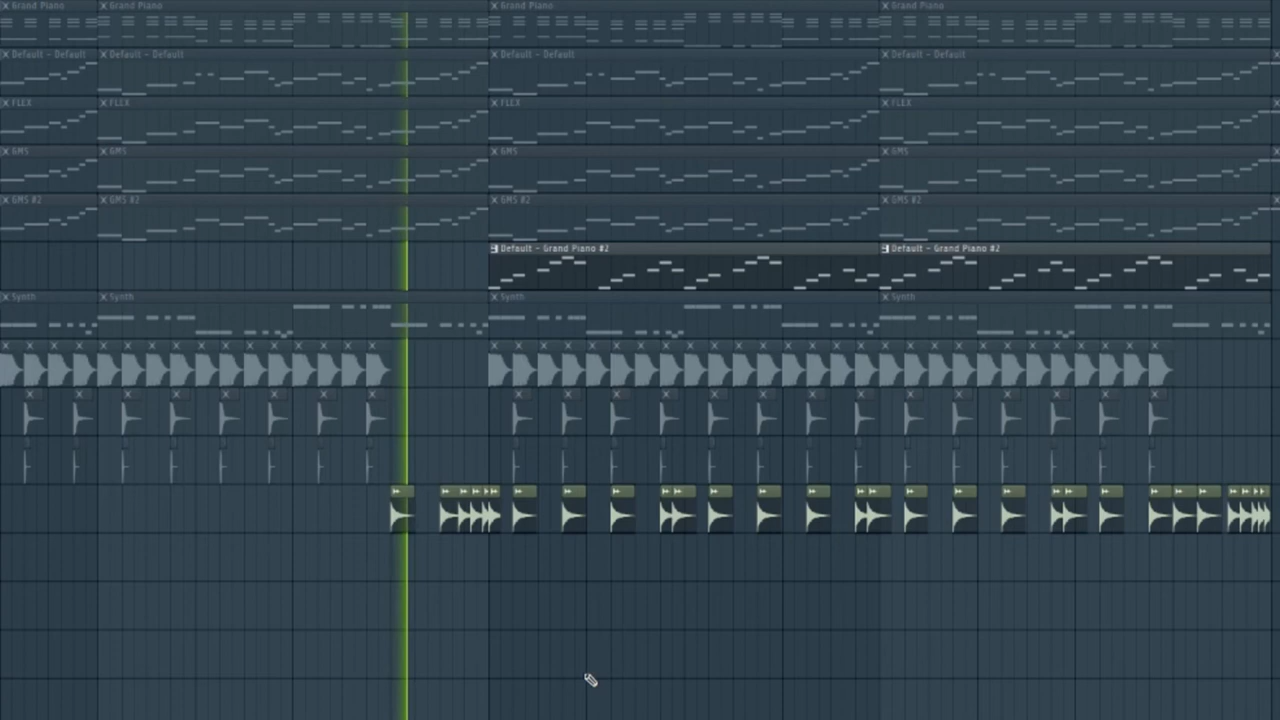 Grand Piano Grand Piano Grand Piano Grand Piano
Default - Default Default - Default Default - Default Default - Default
FLEX FLEX FLEX FLEX
GMS GMS GMS GMS
GMS #2 GMS #2 GMS #2 GMS #2
Default - Grand Piano #2 Default - Grand Piano #2
Synth Synth Synth Synth